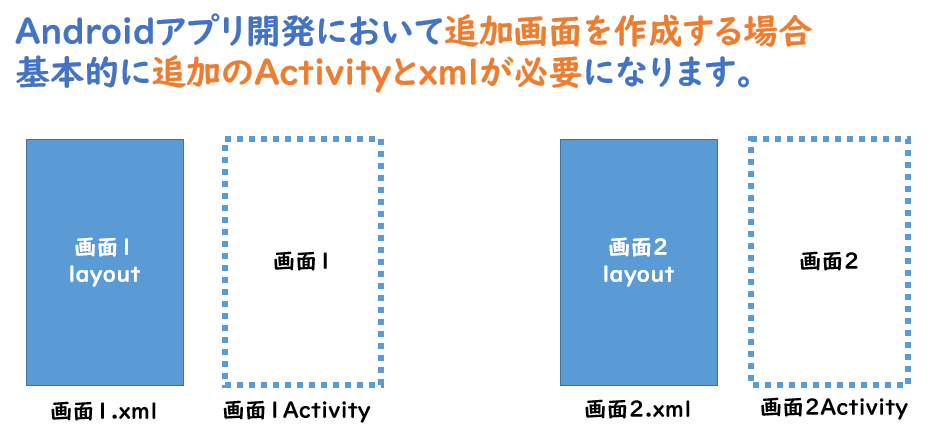 Androidアプリ開発において追加画面を作成する場合
基本的に追加のActivityとxmlが必要になります。
画面1
layout
画面1
画面2
layout
画面2
画面1.xml
画面1Activity
画面2.xml
画面2Activity